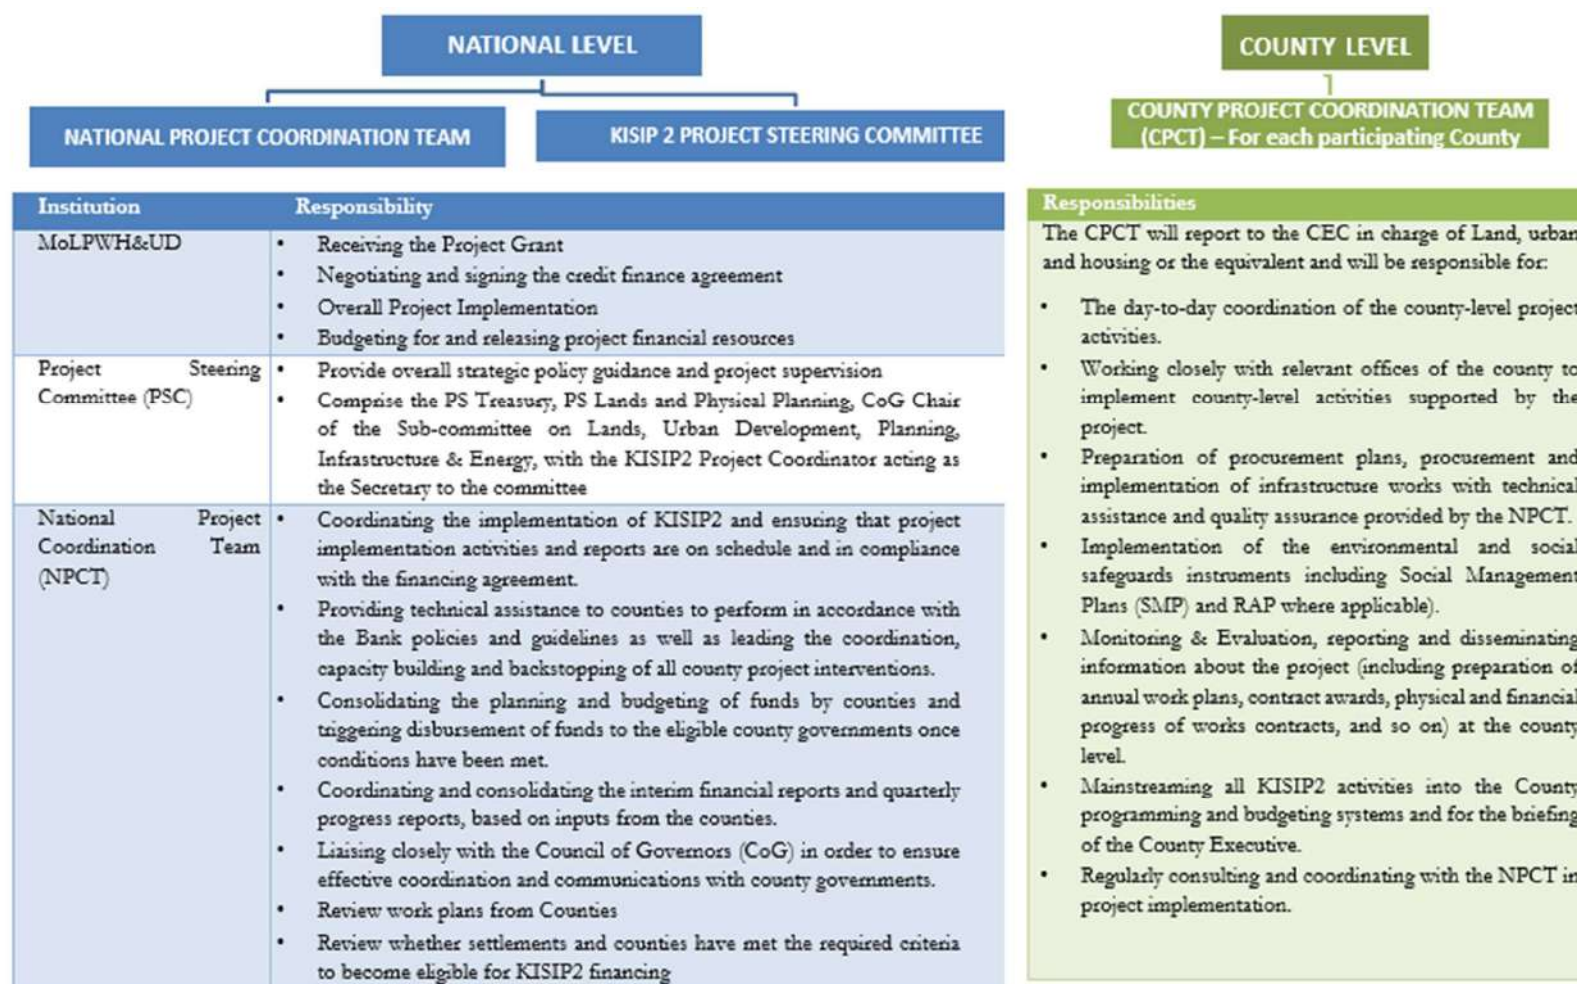 NATIONAL LEVEL
NATIONAL PROJECT COORDINATION TEAM
KISIP 2 PROJECT STEERING COMMITTEE
Institution
Responsibility
MoLPWH&UD
• Receiving the Project Grant
• Negotiating and signing the credit finance agreement
• Overall Project Implementation
• Budgeting for and releasing project financial resources
Project Steering
Committee (PSC)
• Provide overall strategic policy guidance and project supervision
• Comprise the PS Treasury, PS Lands and Physical Planning, CoG Chair
of the Sub-committee on Lands, Urban Development, Planning,
Infrastructure & Energy, with the KISIP2 Project Coordinator acting as
the Secretary to the committee
National Project
Coordination Team
(NPCT)
• Coordinating the implementation of KISIP2 and ensuring that project
implementation activities and reports are on schedule and in compliance
with the financing agreement.
• Providing technical assistance to counties to perform in accordance with
the Bank policies and guidelines as well as leading the coordination,
capacity building and backstopping of all county project interventions.
• Consolidating the planning and budgeting of funds by counties and
triggering disbursement of funds to the eligible county governments once
conditions have been met.
• Coordinating and consolidating the interim financial reports and quarterly
progress reports, based on inputs from the counties.
• Liaising closely with the Council of Governors (CoG) in order to ensure
effective coordination and communications with county governments.
• Review work plans from Counties
• Review whether settlements and counties have met the required criteria
to become eligible for KISIP2 financing
COUNTY LEVEL
COUNTY PROJECT COORDINATION TEAM
(CPCT) – For each participating County
Responsibilities
The CPCT will report to the CEC in charge of Land, urban
and housing or the equivalent and will be responsible for:
• The day-to-day coordination of the county-level project
activities.
• Working closely with relevant offices of the county to
implement county-level activities supported by the
project.
• Preparation of procurement plans, procurement and
implementation of infrastructure works with technical
assistance and quality assurance provided by the NPCT.
• Implementation of the environmental and social
safeguards instruments including Social Management
Plans (SMP) and RAP where applicable).
• Monitoring & Evaluation, reporting and disseminating
information about the project (including preparation of
annual work plans, contract awards, physical and financial
progress of works contracts, and so on) at the county
level.
• Mainstreaming all KISIP2 activities into the County
programming and budgeting systems and for the briefing
of the County Executive.
• Regularly consulting and coordinating with the NPCT in
project implementation.